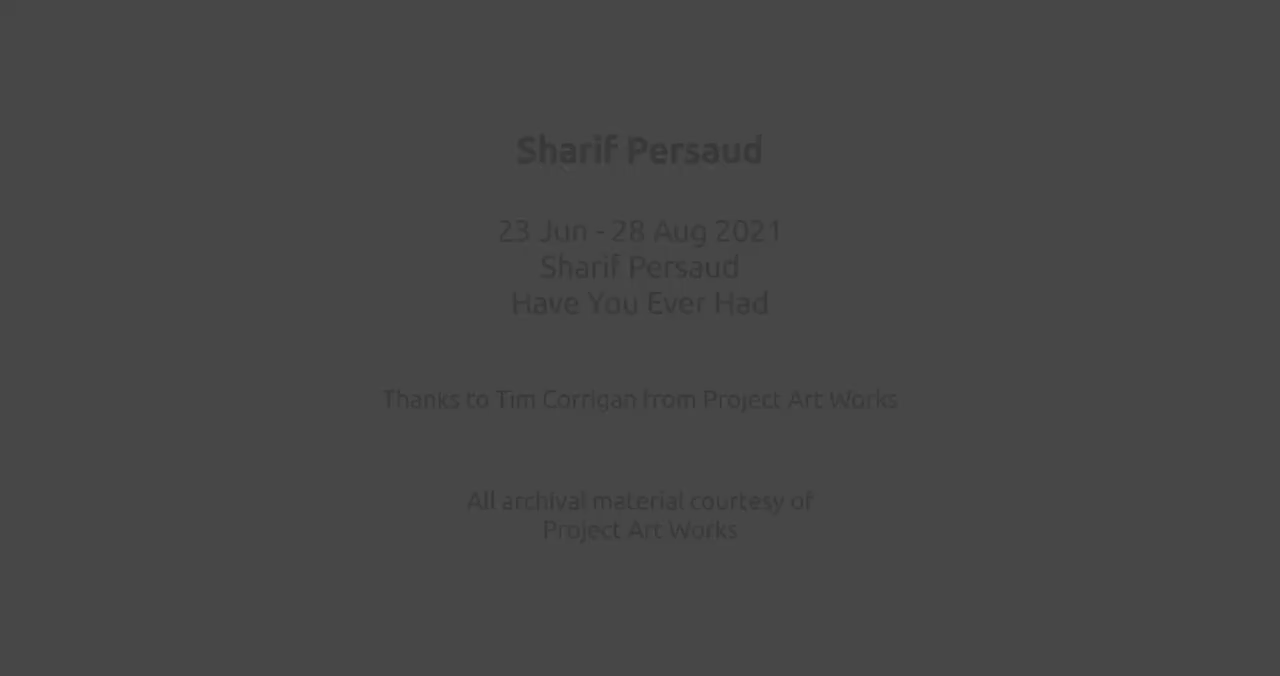 Sharif Persaud
23 Jun - 28 Aug 2021
Sharif Persaud
Have You Ever Had
Thanks to Tim Corrigan from Project Art Works
All archival material courtesy of
Project Art Works